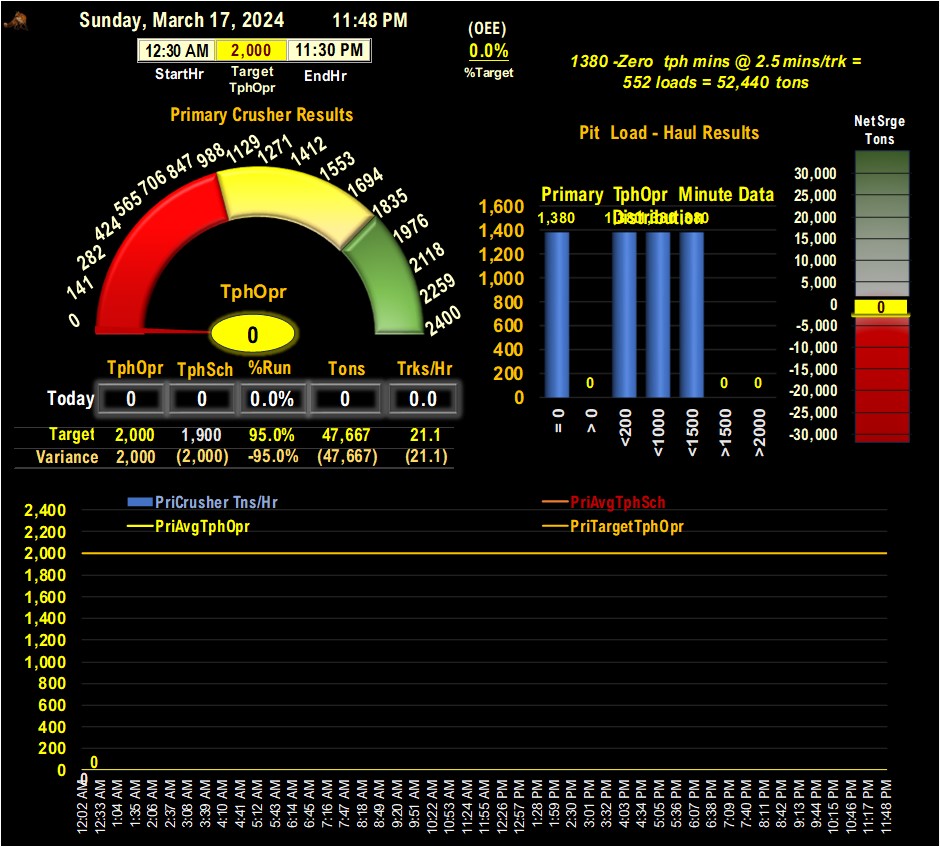 Sunday, March 17, 2024 11:48 PM
12:30 AM 2,000 11:30 PM
StartHr Target TphOpr EndHr
(OEE)
0.0%
%Target
1380 -Zero tph mins @ 2.5 mins/trk =
552 loads = 52,440 tons
Primary Crusher Results
0 141 282 424 565 706 847 988 1129 1271 1412 1553 1694 1835 1976 2118 2259 2400
TphOpr
0
TphOpr TphSch %Run Tons Trks/Hr
Today 0 0 0.0% 0 0.0
Target 2,000 1,900 95.0% 47,667 21.1
Variance 2,000 (2,000) -95.0% (47,667) (21.1)
Pit Load - Haul Results
Primary TphOpr Minute Data
Distribution
1,600
1,400
1,200
1,000
800
600
400
200
0
1,380 0 0 0
= 0 > 0 <200 <1000 <1500 >1500 >2000
NetSrge
Tons
30,000
25,000
20,000
15,000
10,000
5,000
0
-5,000
-10,000
-15,000
-20,000
-25,000
-30,000
0
PriCrusher Tns/Hr PriAvgTphSch
PriAvgTphOpr PriTargetTphOpr
2,400
2,200
2,000
1,800
1,600
1,400
1,200
1,000
800
600
400
200
0
0
0
12:02 AM 12:33 AM 1:04 AM 1:35 AM 2:06 AM 2:37 AM 3:08 AM 3:39 AM 4:10 AM 4:41 AM 5:12 AM 5:43 AM 6:14 AM 6:45 AM 7:16 AM 7:47 AM 8:18 AM 8:49 AM 9:20 AM 9:51 AM 10:22 AM 10:53 AM 11:24 AM 11:55 AM 12:26 PM 12:57 PM 1:28 PM 1:59 PM 2:30 PM 3:01 PM 3:32 PM 4:03 PM 4:34 PM 5:05 PM 5:36 PM 6:07 PM 6:38 PM 7:09 PM 7:40 PM 8:11 PM 8:42 PM 9:13 PM 9:44 PM 10:15 PM 10:46 PM 11:17 PM 11:48 PM